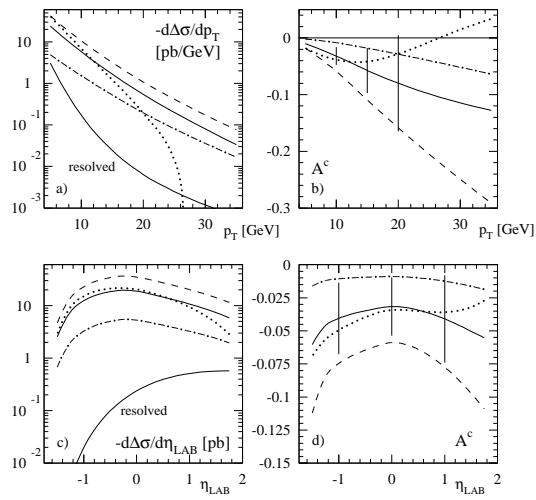 -dΔσ/dp_T
[pb/GeV]
10
1
10^-1
10^-2
10^-3
resolved
a)
10 20 30
p_T [GeV]
0
-0.1
-0.2
-0.3
A^c
b)
10 20 30
p_T [GeV]
10
1
10^-1
10^-2
resolved
c)
-dΔσ/dη_LAB [pb]
-1 0 1 2
η_LAB
0
-0.025
-0.05
-0.075
-0.1
-0.125
-0.15
d)
A^c
-1 0 1 2
η_LAB